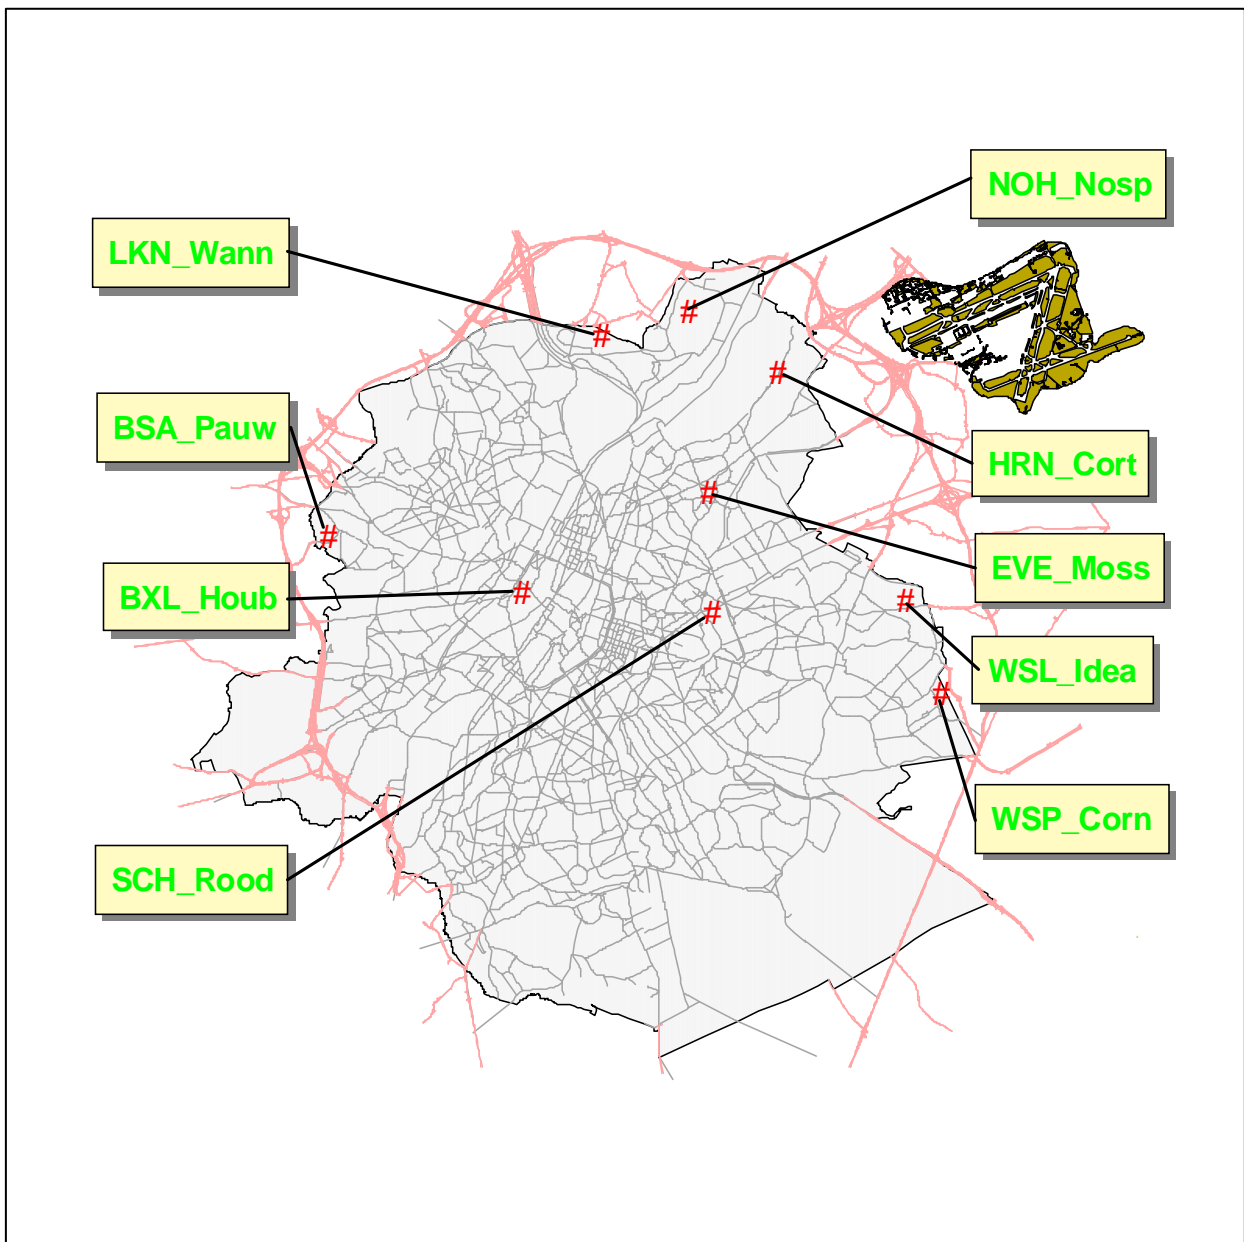 NOH_Nosp
LKN_Wann
#
#
#
BSA_Pauw
HRN_Cort
#
#
EVE_Moss
BXL_Houb
#
#
#
WSL_Idea
#
WSP_Corn
SCH_Rood